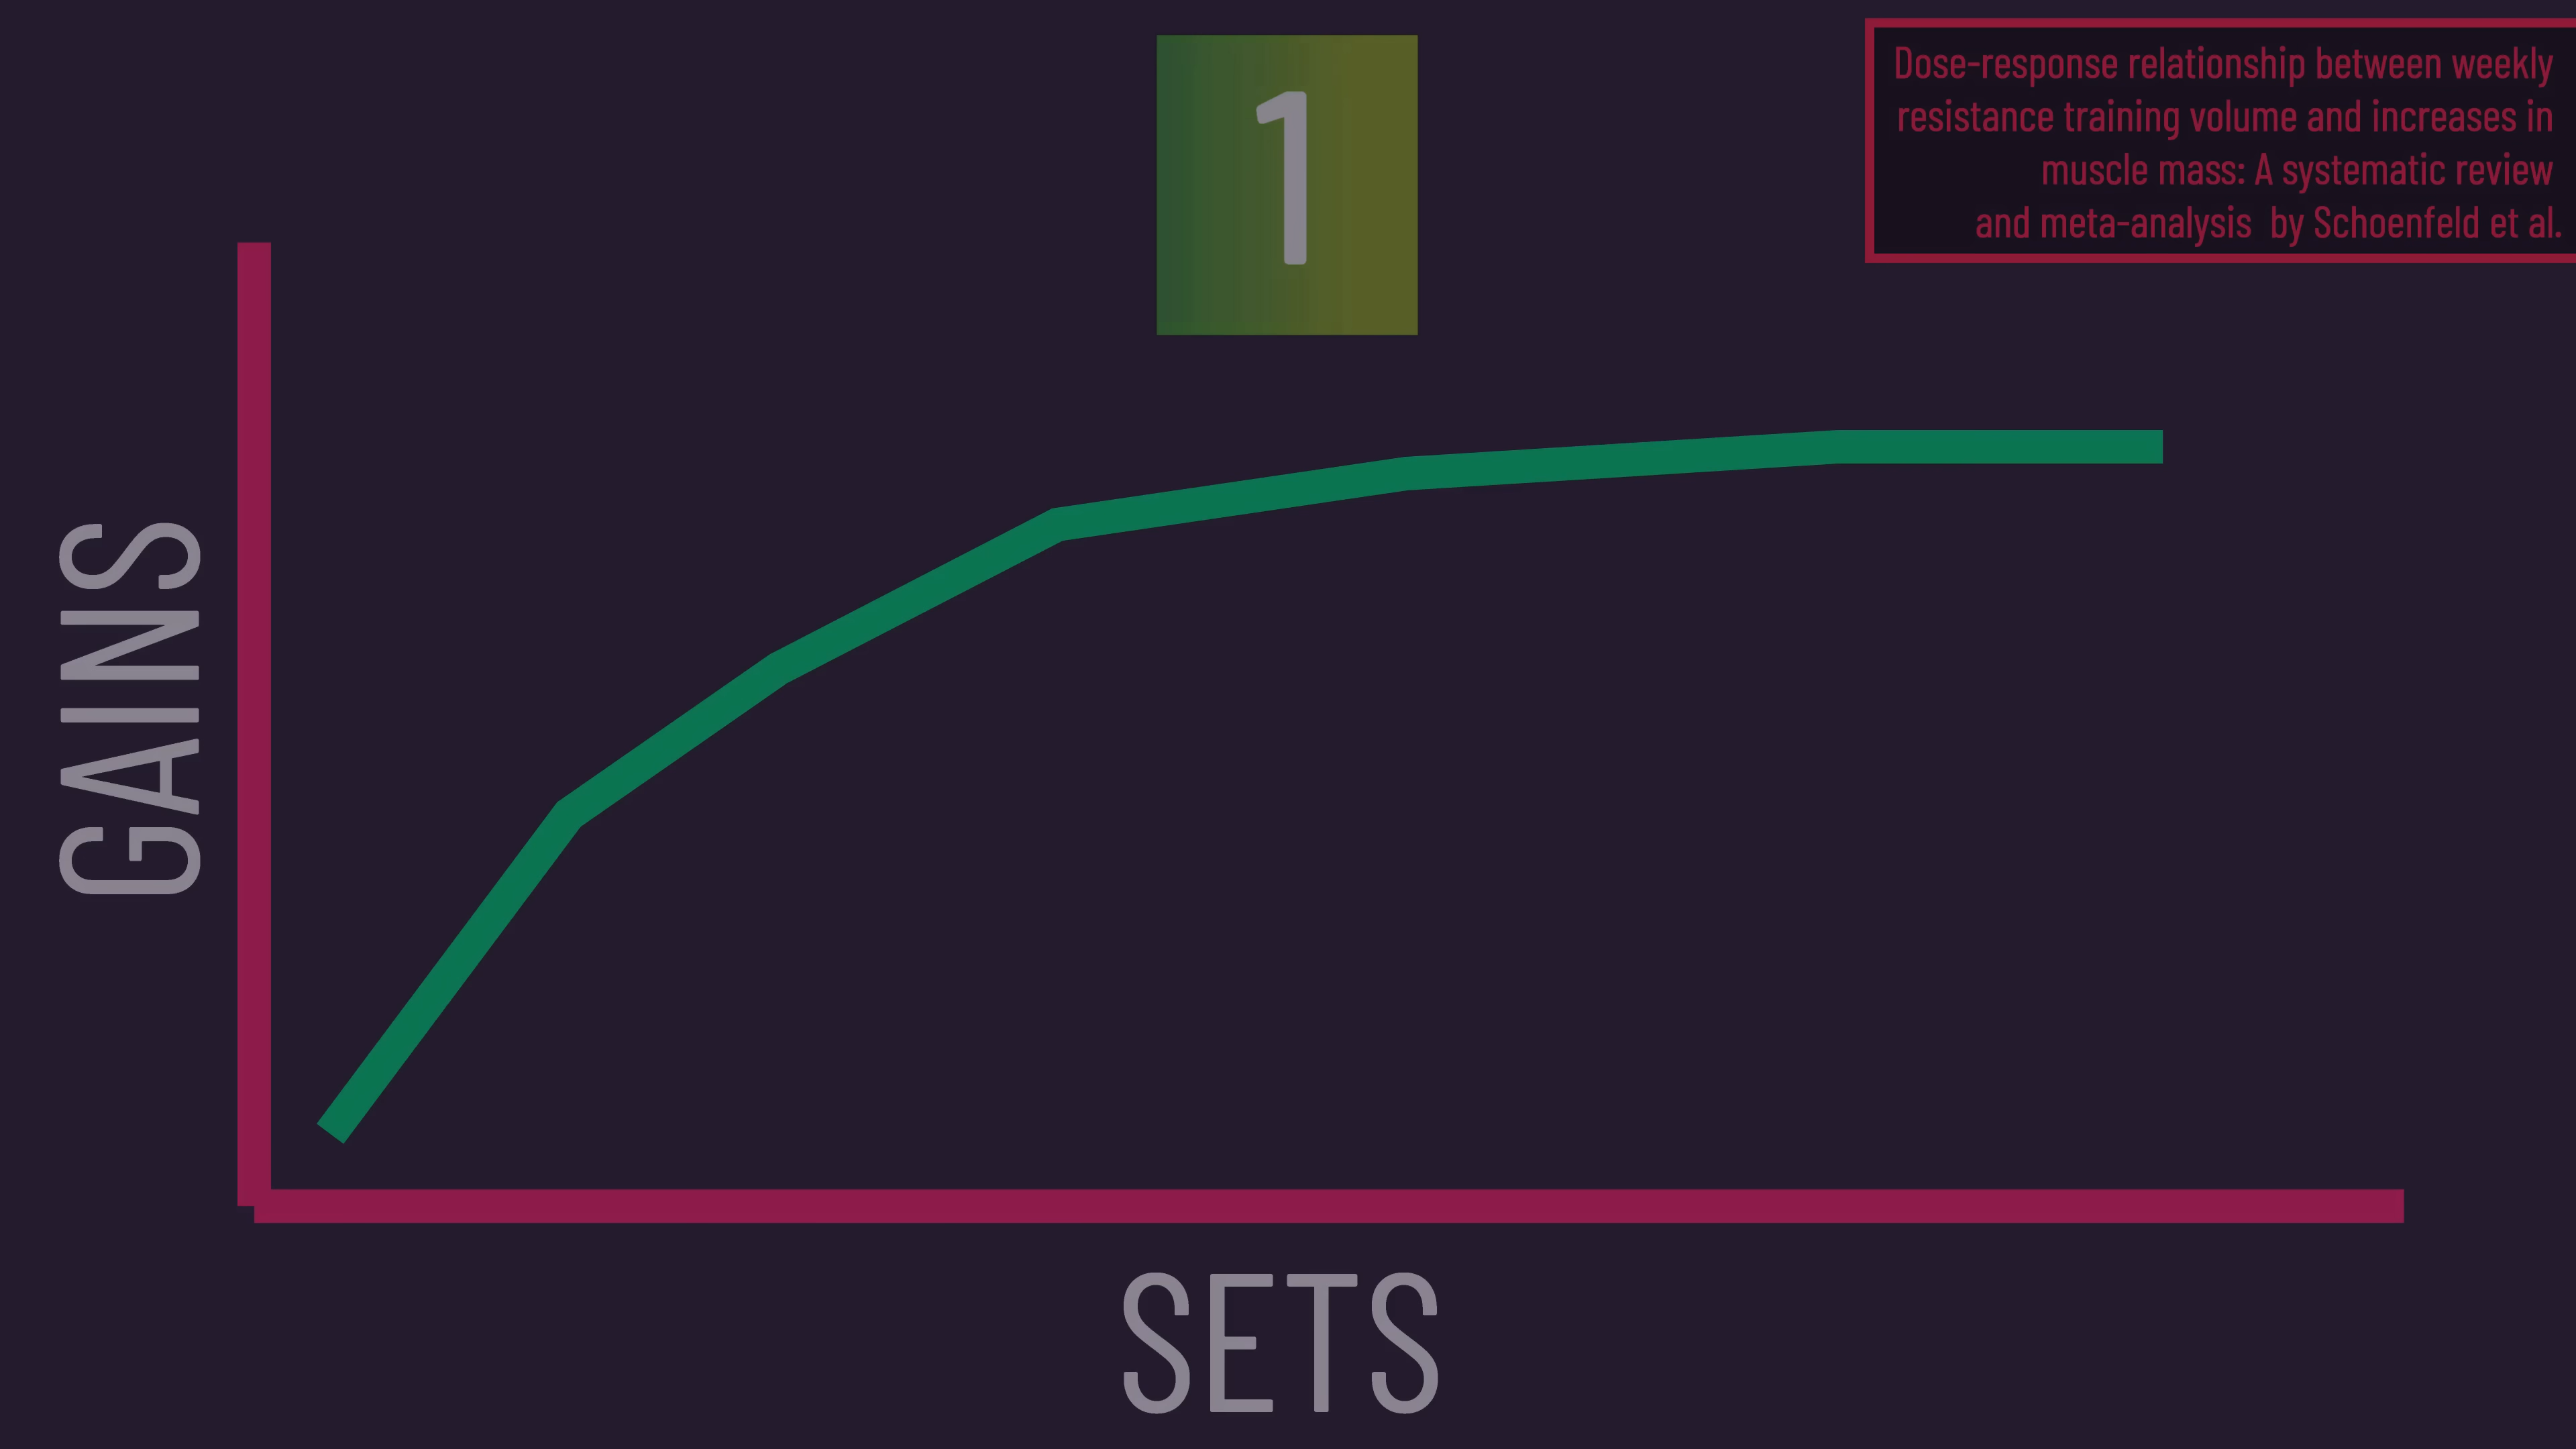 1
Dose-response relationship between weekly
resistance training volume and increases in
muscle mass: A systematic review
and meta-analysis by Schoenfeld et al.
GAINS
SETS